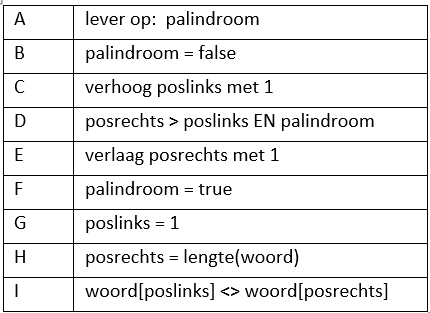 A lever op: palindroom
B palindroom = false
C verhoog poslinks met 1
D posrechts > poslinks EN palindroom
E verlaag posrechts met 1
F palindroom = true
G poslinks = 1
H posrechts = lengte(woord)
I woord[poslinks] <> woord[posrechts]